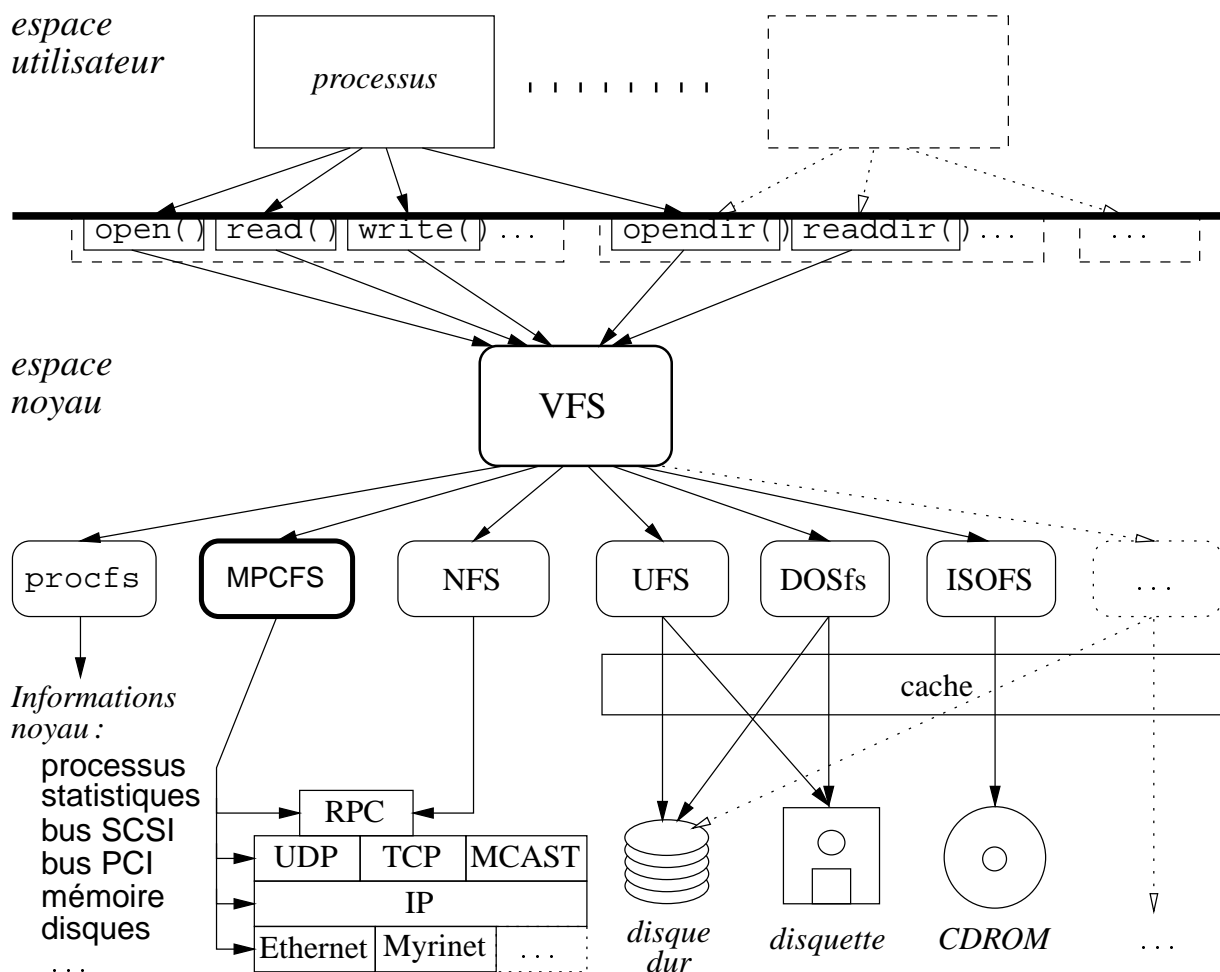 espace
utilisateur
processus
open() read() write() ... opendir() readdir() ... ...
espace
noyau
VFS
procfs MPCFS NFS UFS DOSfs ISOFS ...
cache
Informations
noyau :
processus
statistiques
bus SCSI
bus PCI
mémoire
disques
...
RPC
UDP TCP MCAST
IP
Ethernet Myrinet ...
disque
dur
disquette
CDROM
...